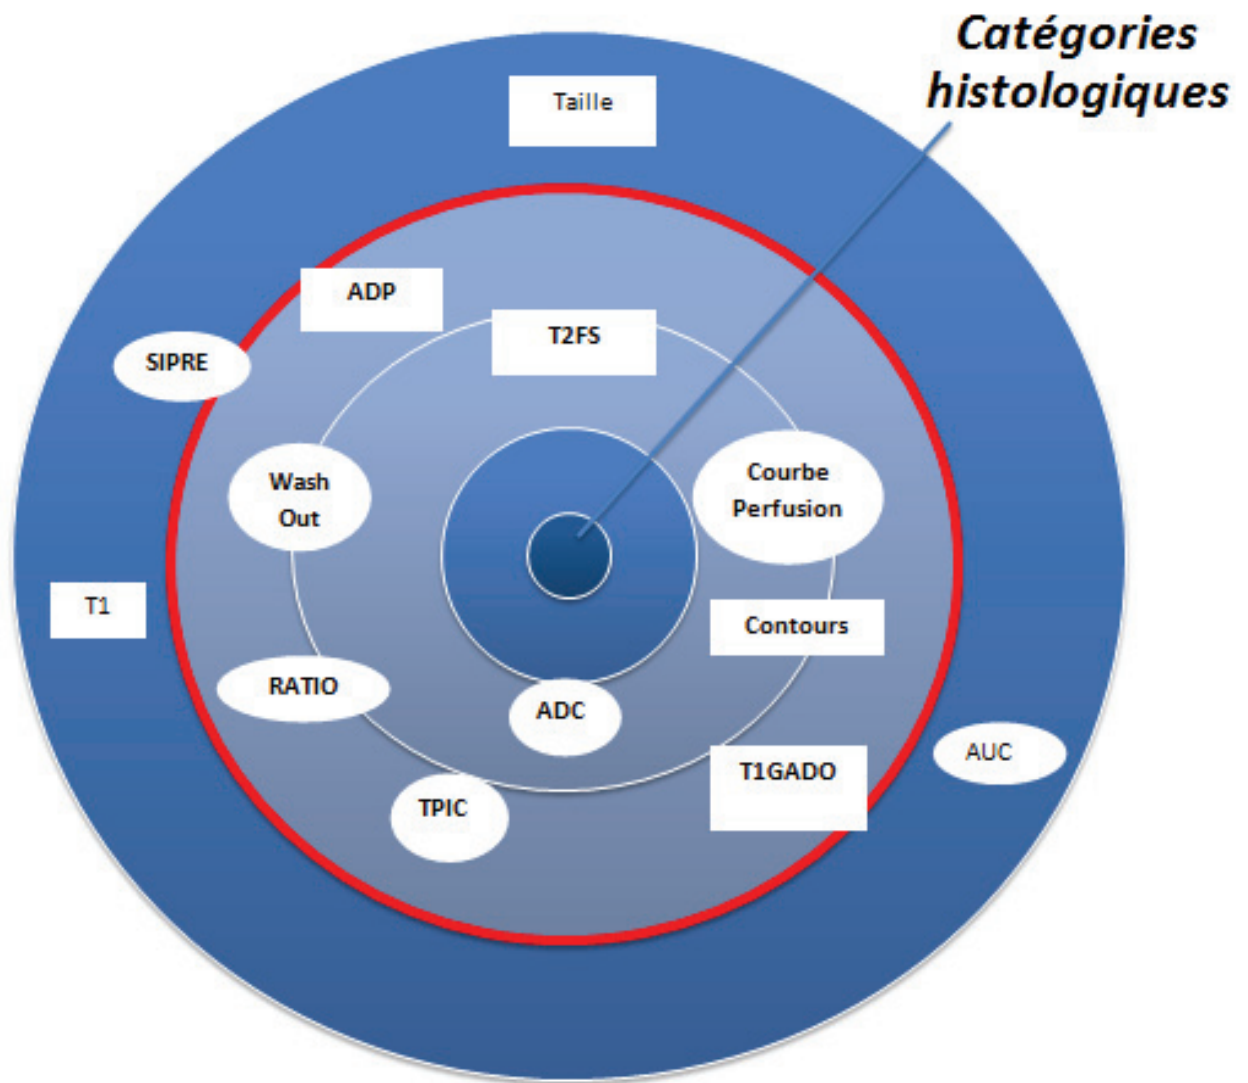 Catégories
histologiques
Taille
ADP
T2FS
SIPRE
Wash
Out
Courbe
Perfusion
T1
Contours
RATIO
ADC
T1GADO
AUC
TPIC